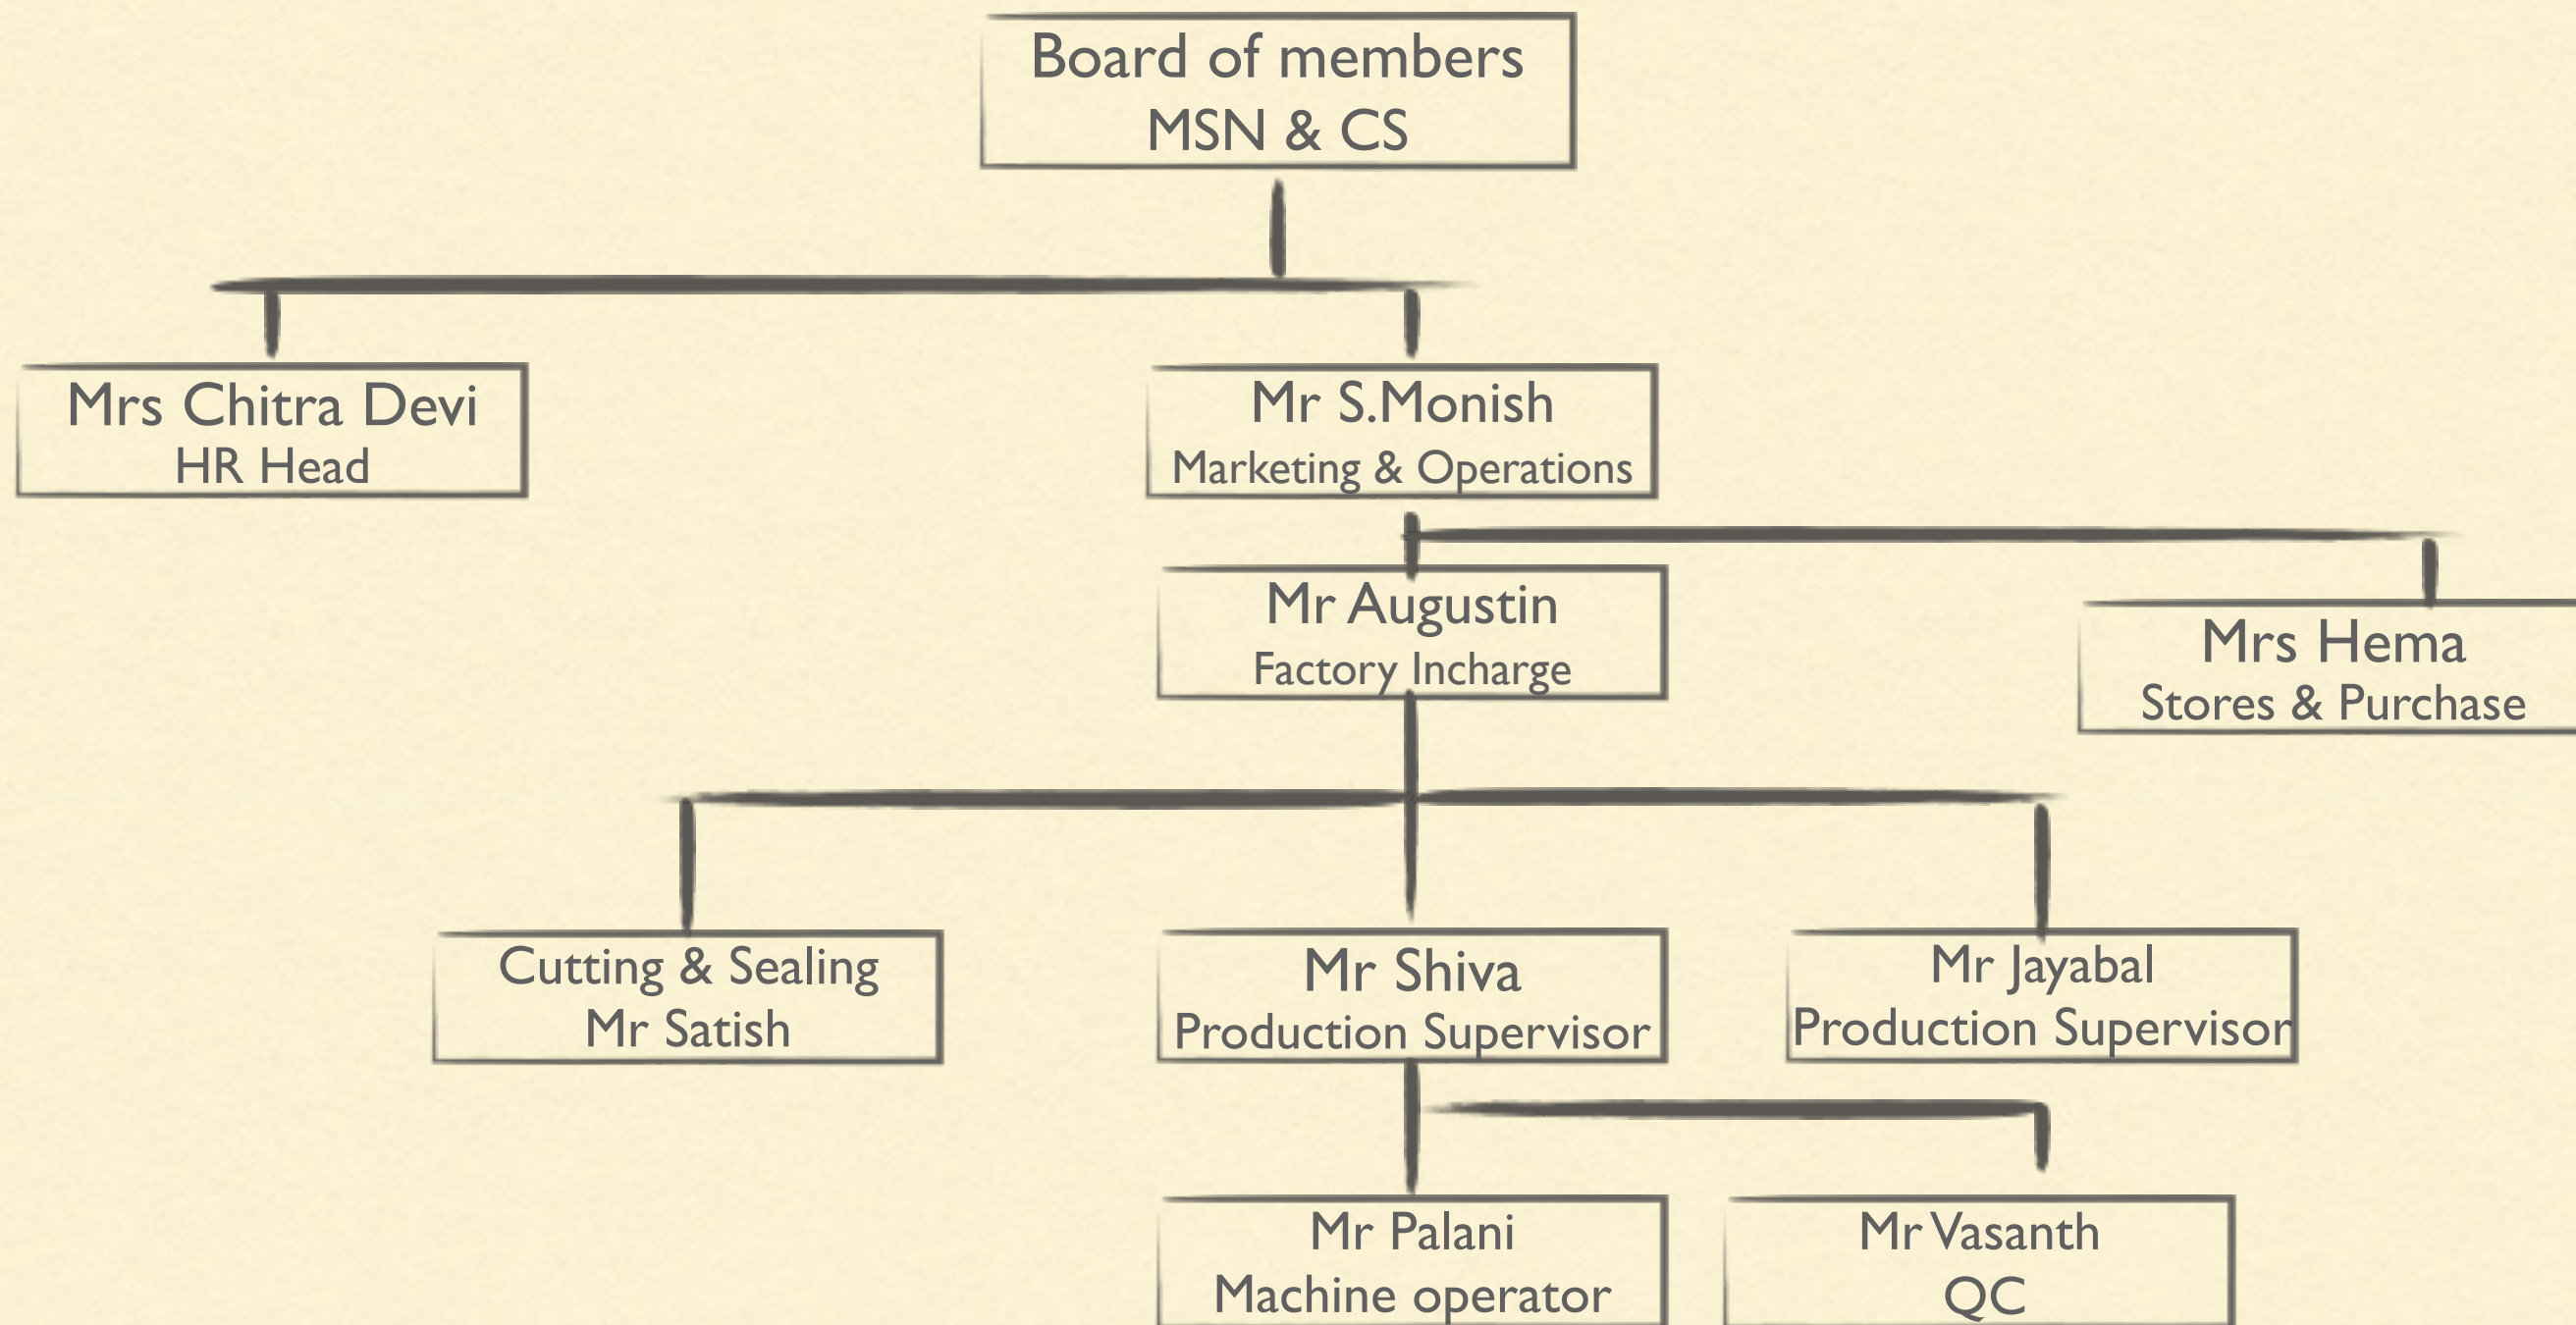 Board of members
MSN & CS
Mrs Chitra Devi
HR Head
Mr S.Monish
Marketing & Operations
Mr Augustin
Factory Incharge
Mrs Hema
Stores & Purchase
Cutting & Sealing
Mr Satish
Mr Shiva
Production Supervisor
Mr Jayabal
Production Supervisor
Mr Palani
Machine operator
Mr Vasanth
QC